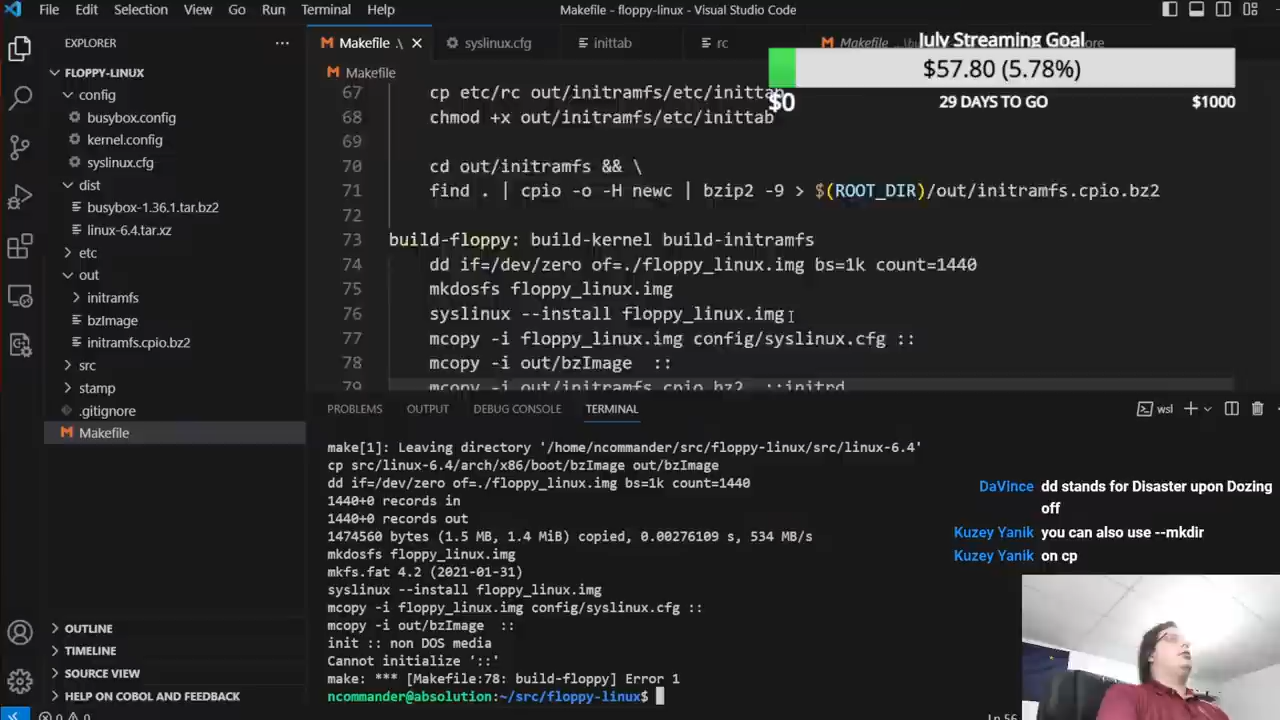 File Edit Selection View Go Run Terminal Help
Makefile - floppy-linux - Visual Studio Code
EXPLORER
FLOPPY-LINUX
config
busybox.config
kernel.config
syslinux.cfg
dist
busybox-1.36.1.tar.bz2
linux-6.4.tar.xz
etc
out
initramfs
bzImage
initramfs.cpio.bz2
src
stamp
.gitignore
Makefile
OUTLINE
TIMELINE
SOURCE VIEW
HELP ON COBOL AND FEEDBACK
Makefile .\ syslinux.cfg inittab rc Makefile
Makefile
July Streaming Goal
$57.80 (5.78%)
$0 29 DAYS TO GO $1000
67 cp etc/rc out/initramfs/etc/inittab
68 chmod +x out/initramfs/etc/inittab
69
70 cd out/initramfs && \
71 find . | cpio -o -H newc | bzip2 -9 > $(ROOT_DIR)/out/initramfs.cpio.bz2
72
73 build-floppy: build-kernel build-initramfs
74 dd if=/dev/zero of=./floppy_linux.img bs=1k count=1440
75 mkdosfs floppy_linux.img
76 syslinux --install floppy_linux.img
77 mcopy -i floppy_linux.img config/syslinux.cfg ::
78 mcopy -i out/bzImage  ::
79 mcopy -i out/initramfs.cpio.bz2  ::initrd
PROBLEMS OUTPUT DEBUG CONSOLE TERMINAL
wsl
make[1]: Leaving directory '/home/ncommander/src/floppy-linux/src/linux-6.4'
cp src/linux-6.4/arch/x86/boot/bzImage out/bzImage
dd if=/dev/zero of=./floppy_linux.img bs=1k count=1440
1440+0 records in
1440+0 records out
1474560 bytes (1.5 MB, 1.4 MiB) copied, 0.00276109 s, 534 MB/s
mkdosfs floppy_linux.img
mkfs.fat 4.2 (2021-01-31)
syslinux --install floppy_linux.img
mcopy -i floppy_linux.img config/syslinux.cfg ::
mcopy -i out/bzImage  ::
init :: non DOS media
Cannot initialize '::'
make: *** [Makefile:78: build-floppy] Error 1
ncommander@absolution:~/src/floppy-linux$
DaVince dd stands for Disaster upon Dozing
off
Kuzey Yanik you can also use --mkdir
Kuzey Yanik on cp